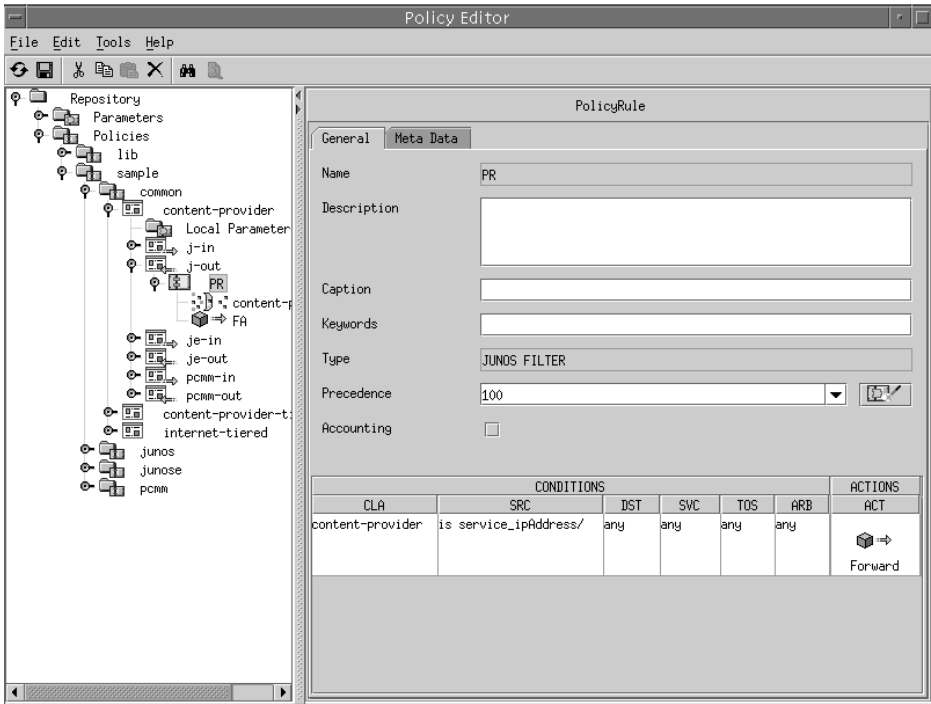 Policy Editor
File Edit Tools Help
Repository
Parameters
Policies
lib
sample
common
content-provider
Local Parameter
j-in
j-out
PR
content-p
FA
je-in
je-out
pcmm-in
pcmm-out
content-provider-ti
internet-tiered
junos
junose
pcmm
PolicyRule
General Meta Data
Name PR
Description
Caption
Keywords
Type JUNOS FILTER
Precedence 100
Accounting
CONDITIONS ACTIONS
CLA SRC DST SVC TOS ARB ACT
content-provider is service_ipAddress/ any any any any
Forward